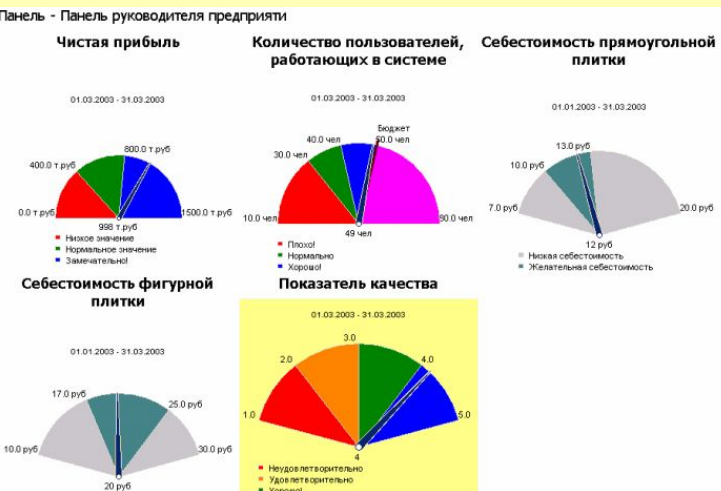 Панель - Панель руководителя предприяти
Чистая прибыль
01.03.2003 - 31.03.2003
800.0 т.руб
400.0 т.руб
0.0 т.руб
1500.0 т.руб
998 т.руб
Низкое значение
Нормальное значение
Замечательно!
Количество пользователей,
работающих в системе
01.03.2003 - 31.03.2003
Бюджет
40.0 чел
50.0 чел
30.0 чел
10.0 чел
80.0 чел
49 чел
Плохо!
Нормально
Хорошо!
Себестоимость прямоугольной
плитки
01.01.2003 - 31.03.2003
13.0 руб
10.0 руб
7.0 руб
20.0 руб
12 руб
Низкая себестоимость
Желательная себестоимость
Себестоимость фигурной
плитки
01.01.2003 - 31.03.2003
17.0 руб
25.0 руб
10.0 руб
30.0 руб
20 руб
Показатель качества
01.03.2003 - 31.03.2003
3.0
2.0
4.0
1.0
5.0
4
Неудовлетворительно
Удовлетворительно
Хорошо!